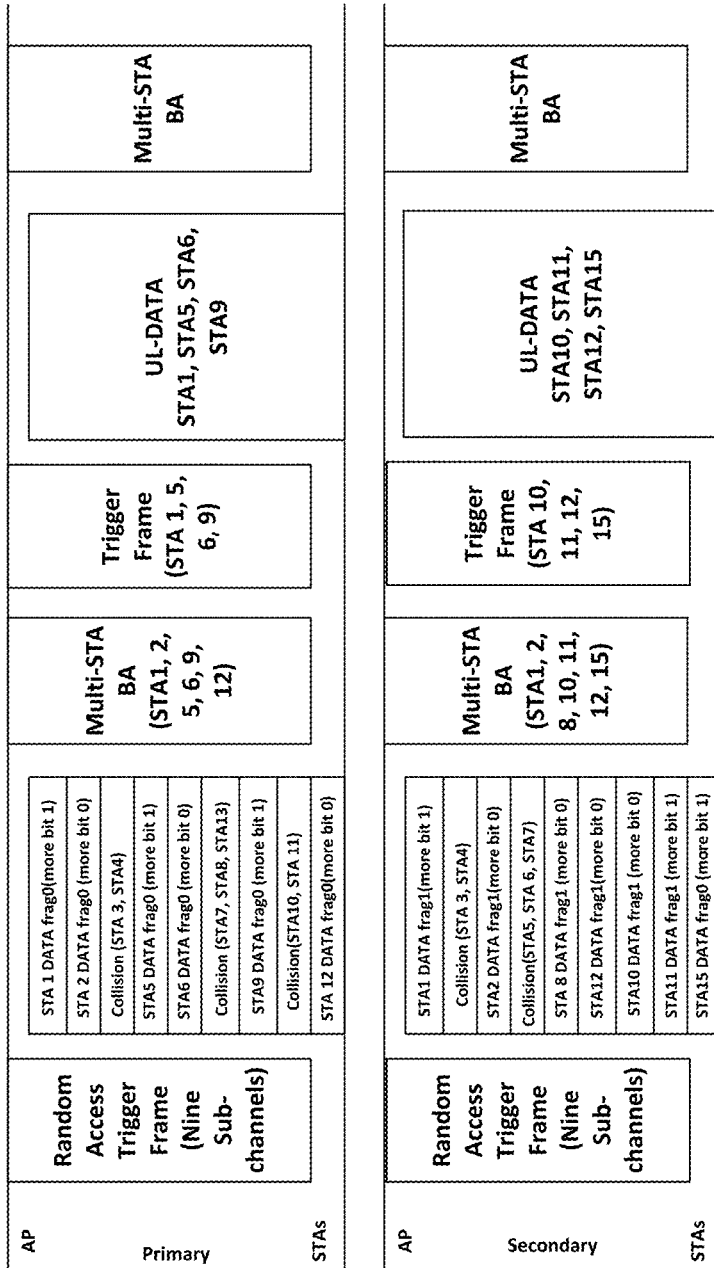 AP
Primary
STAs
Random
Access
Trigger
Frame
(Nine
Sub-
channels)
STA 1 DATA frag0(more bit 1)
STA 2 DATA frag0 (more bit 0)
Collision (STA 3, STA4)
STA5 DATA frag0 (more bit 1)
STA6 DATA frag0 (more bit 0)
Collision (STA7, STA8, STA13)
STA9 DATA frag0 (more bit 1)
Collision(STA10, STA 11)
STA 12 DATA frag0(more bit 0)
Multi-STA
BA
(STA1, 2,
5, 6, 9,
12)
Trigger
Frame
(STA 1, 5,
6, 9)
UL-DATA
STA1, STA5, STA6,
STA9
Multi-STA
BA
AP
Secondary
STAs
Random
Access
Trigger
Frame
(Nine
Sub-
channels)
STA1 DATA frag1(more bit 1)
Collision (STA 3, STA4)
STA2 DATA frag1(more bit 0)
Collision(STA5, STA 6, STA7)
STA 8 DATA frag1 (more bit 0)
STA12 DATA frag1(more bit 0)
STA10 DATA frag1 (more bit 0)
STA11 DATA frag1 (more bit 1)
STA15 DATA frag0 (more bit 1)
Multi-STA
BA
(STA1, 2,
8, 10, 11,
12, 15)
Trigger
Frame
(STA 10,
11, 12,
15)
UL-DATA
STA10, STA11,
STA12, STA15
Multi-STA
BA